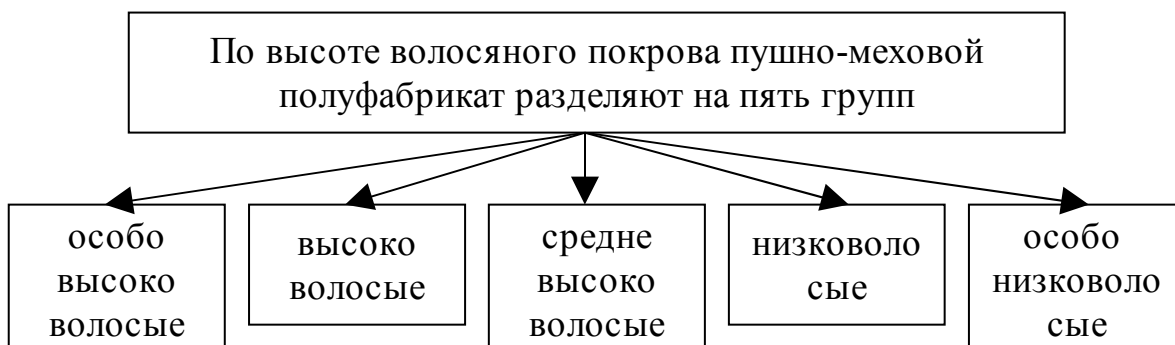 По высоте волосяного покрова пушно-меховой
полуфабрикат разделяют на пять групп
особо
высоко
волосые
высоко
волосые
средне
высоко
волосые
низковоло
сые
особо
низковоло
сые